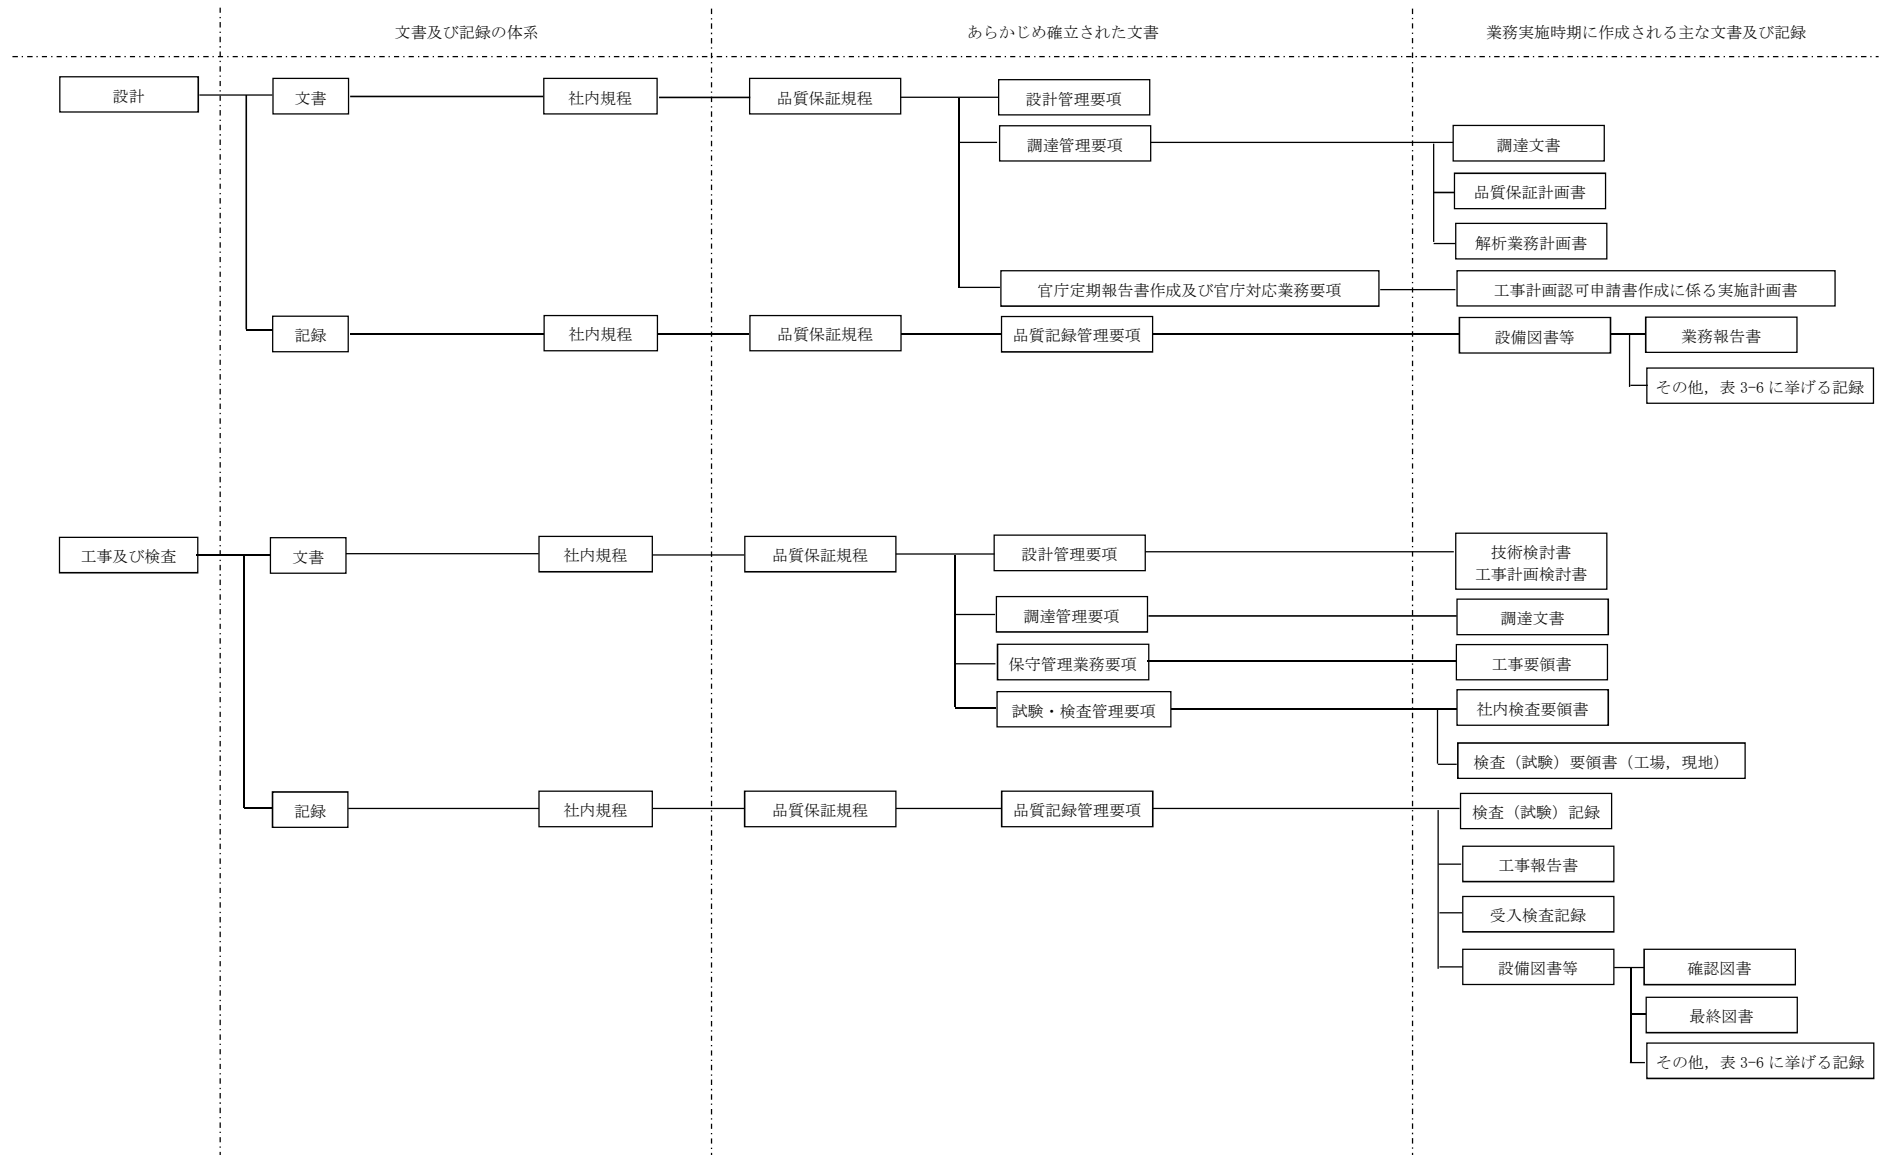 文書及び記録の体系
あらかじめ確立された文書
業務実施時期に作成される主な文書及び記録
設計
文書
社内規程
品質保証規程
設計管理要項
調達管理要項
調達文書
品質保証計画書
解析業務計画書
官庁定期報告書作成及び官庁対応業務要項
工事計画認可申請書作成に係る実施計画書
記録
社内規程
品質保証規程
品質記録管理要項
設備図書等
業務報告書
その他，表 3-6 に挙げる記録
工事及び検査
文書
社内規程
品質保証規程
設計管理要項
技術検討書
工事計画検討書
調達管理要項
調達文書
保守管理業務要項
工事要領書
試験・検査管理要項
社内検査要領書
検査（試験）要領書（工場，現地）
記録
社内規程
品質保証規程
品質記録管理要項
検査（試験）記録
工事報告書
受入検査記録
設備図書等
確認図書
最終図書
その他，表 3-6 に挙げる記録